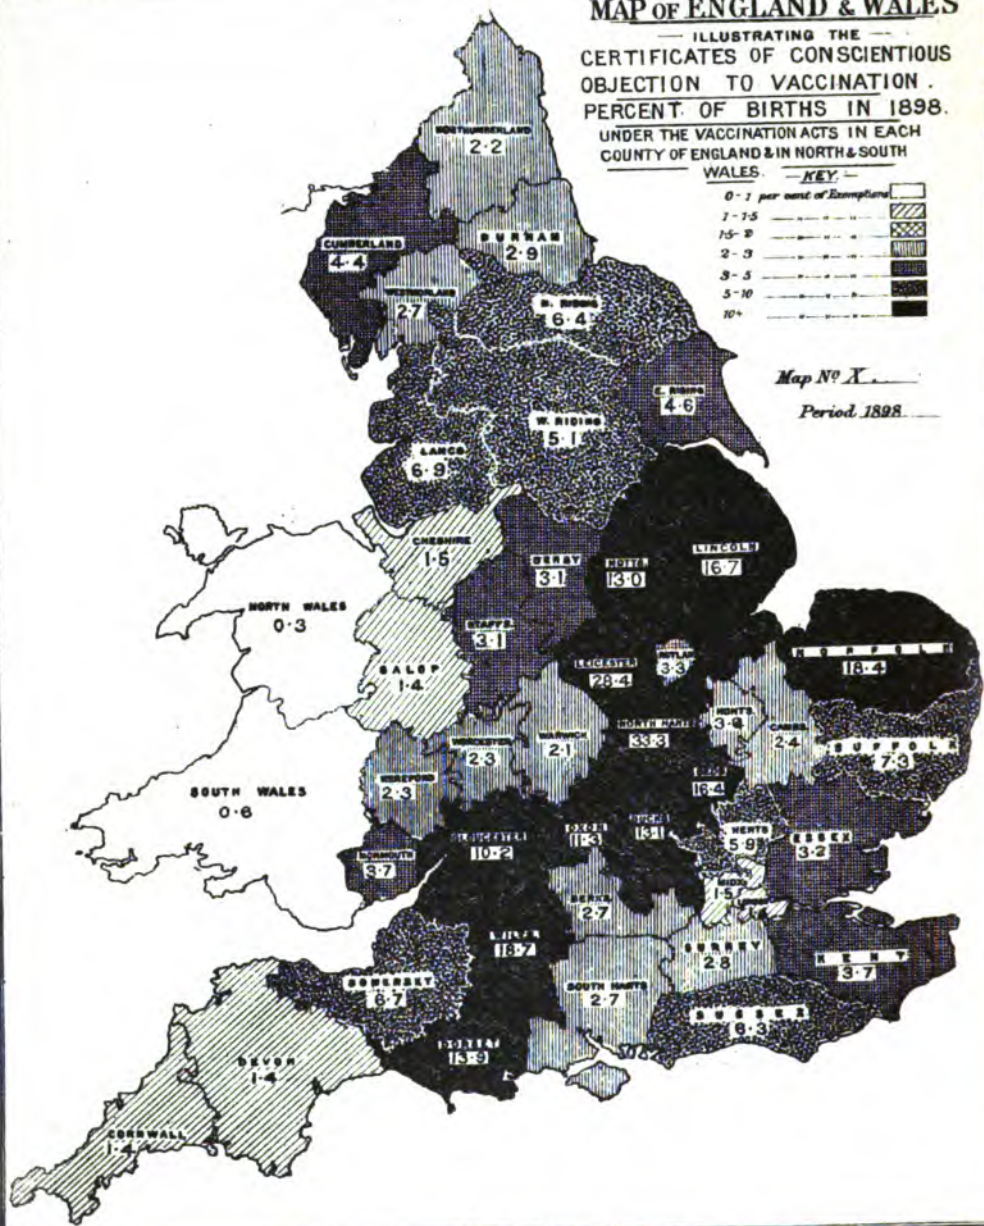 MAP OF ENGLAND & WALES
ILLUSTRATING THE
CERTIFICATES OF CONSCIENTIOUS
OBJECTION TO VACCINATION.
PERCENT. OF BIRTHS IN 1898.
UNDER THE VACCINATION ACTS IN EACH
COUNTY OF ENGLAND & IN NORTH & SOUTH
WALES. KEY.
0-1 per cent of Exemptions
1-1·5 " " "
1·5-2 " " "
2-3 " " "
3-5 " " "
5-10 " " "
10+ " " "
Map Nº X.
Period 1898
NORTHUMBERLAND
2·2
CUMBERLAND
4·4
DURHAM
2·9
WESTMORLAND
2·7
N. RIDING
6·4
E. RIDING
4·6
W. RIDING
5·1
LANCS
6·9
CHESHIRE
1·5
DERBY
3·1
NOTTS.
13·0
LINCOLN
16·7
NORTH WALES
0·3
STAFFS.
3·1
SALOP
1·4
LEICESTER
28·4
RUTLAND
3·3
NORFOLK
18·4
HUNTS.
CAMBS.
2·4
NORTH HANTS
33·3
WARWICK
2·1
WORCESTER
2·3
HEREFORD
2·3
SUFFOLK
7·3
SOUTH WALES
0·6
BEDS
16·4
GLOUCESTER
10·2
OXON
11·3
BUCKS
13·1
HERTS
5·9
ESSEX
3·2
MONMOUTH
3·7
MIDX
1·5
LONDON
BERKS.
2·7
WILTS.
18·7
SURREY
2·8
KENT
3·7
SOMERSET
6·7
SOUTH HANTS
2·7
SUSSEX
DORSET
13·9
DEVON
1·4
CORNWALL
1·4